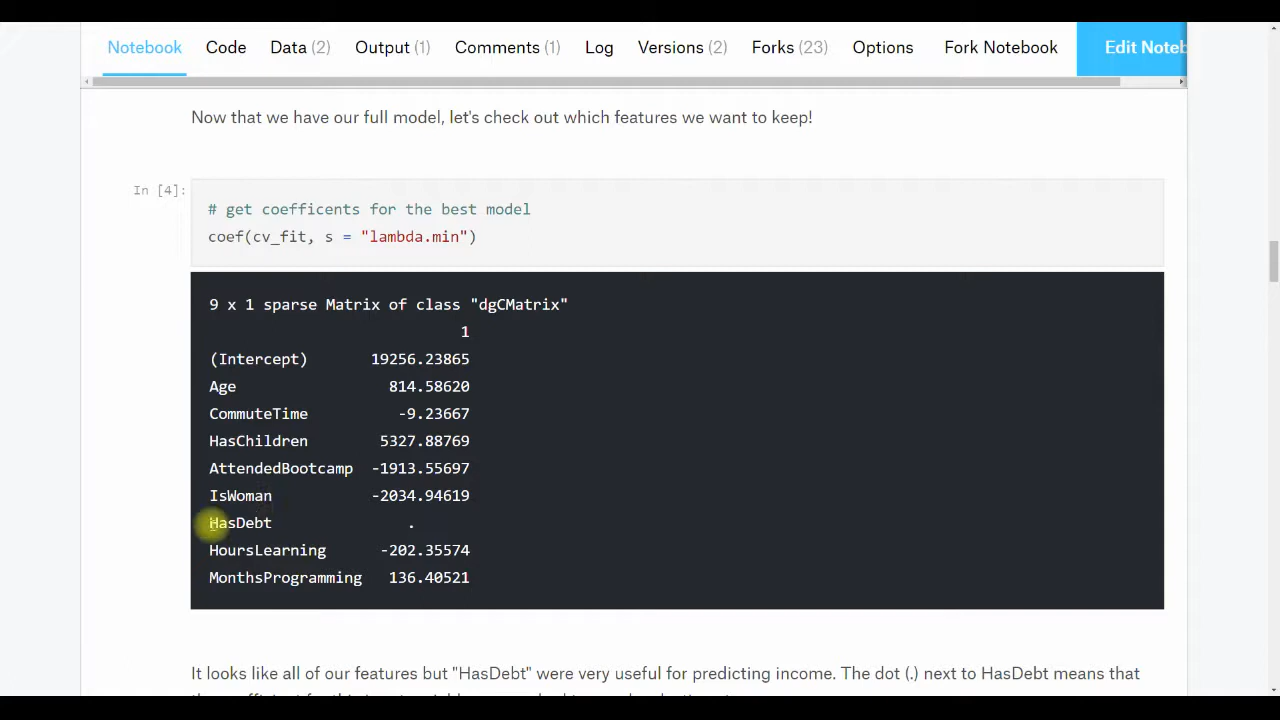 Notebook Code Data (2) Output (1) Comments (1) Log Versions (2) Forks (23) Options Fork Notebook Edit Noteb
Now that we have our full model, let's check out which features we want to keep!
In [4]:
# get coefficents for the best model
coef(cv_fit, s = "lambda.min")
9 x 1 sparse Matrix of class "dgCMatrix"
1
(Intercept) 19256.23865
Age 814.58620
CommuteTime -9.23667
HasChildren 5327.88769
AttendedBootcamp -1913.55697
IsWoman -2034.94619
HasDebt .
HoursLearning -202.35574
MonthsProgramming 136.40521
It looks like all of our features but "HasDebt" were very useful for predicting income. The dot (.) next to HasDebt means that